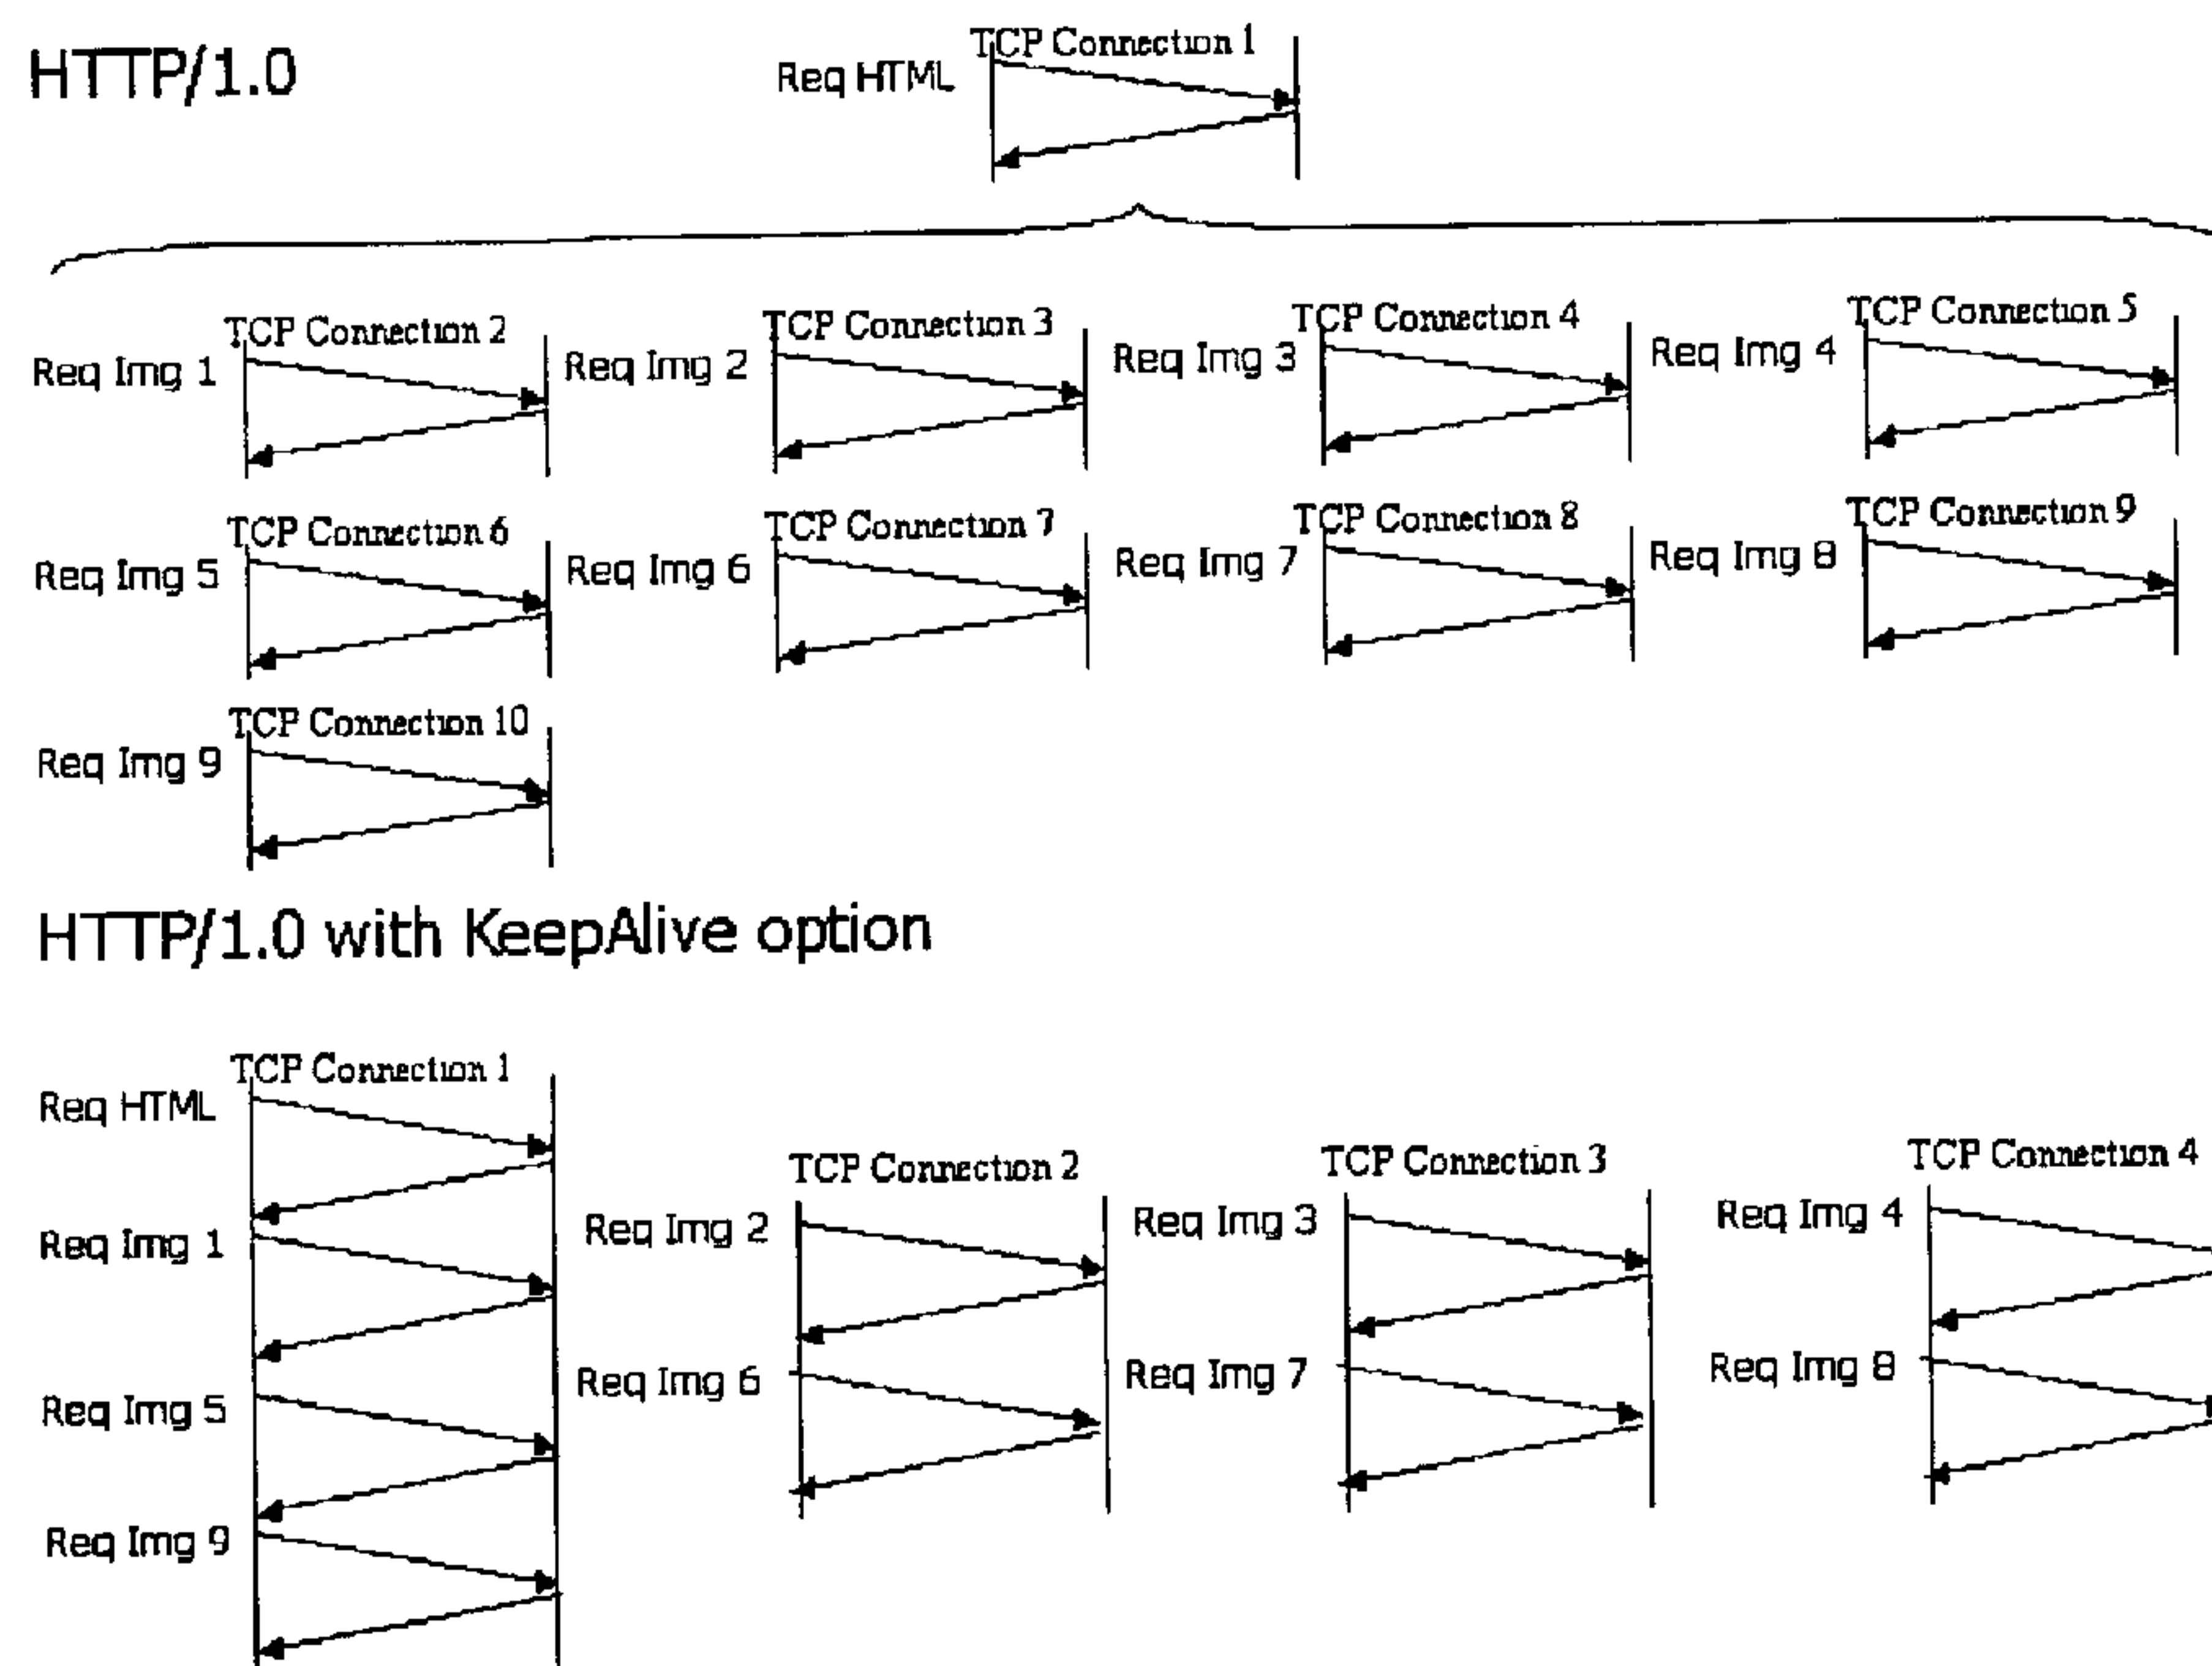 HTTP/1.0
TCP Connection 1
Req HTML
TCP Connection 2
Req Img 1
TCP Connection 3
Req Img 2
TCP Connection 4
Req Img 3
TCP Connection 5
Req Img 4
TCP Connection 6
Req Img 5
TCP Connection 7
Req Img 6
TCP Connection 8
Req Img 7
TCP Connection 9
Req Img 8
TCP Connection 10
Req Img 9
HTTP/1.0 with KeepAlive option
TCP Connection 1
Req HTML
Req Img 1
Req Img 5
Req Img 9
TCP Connection 2
Req Img 2
Req Img 6
TCP Connection 3
Req Img 3
Req Img 7
TCP Connection 4
Req Img 4
Req Img 8